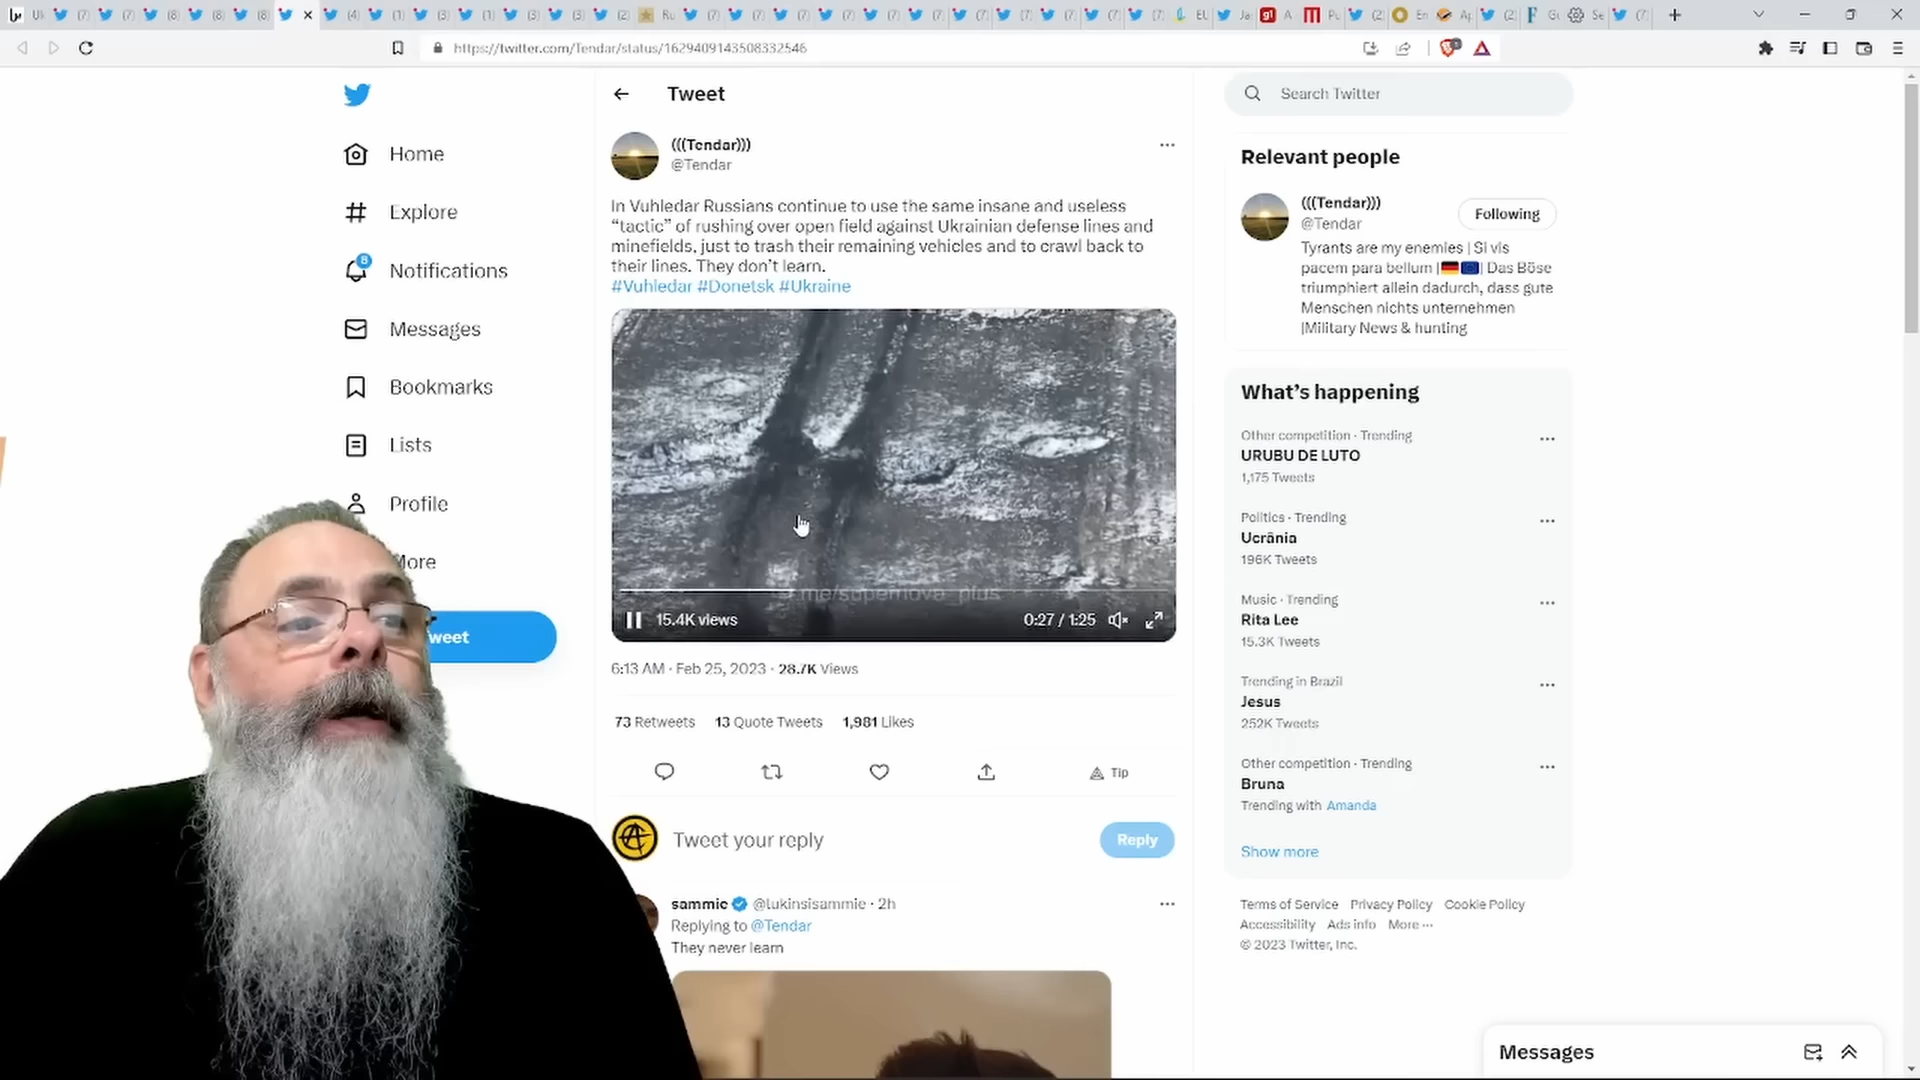 https://twitter.com/Tendar/status/1629409143508332546
Home
Explore
8
Notifications
Messages
Bookmarks
Lists
Profile
More
Tweet
(((Tendar)))
@Tendar
In Vuhledar Russians continue to use the same insane and useless
“tactic” of rushing over open field against Ukrainian defense lines and
minefields, just to trash their remaining vehicles and to crawl back to
their lines. They don’t learn.
#Vuhledar #Donetsk #Ukraine
15.4K views
0:27 / 1:25
6:13 AM · Feb 25, 2023 · 28.7K Views
73 Retweets 13 Quote Tweets 1,981 Likes
Tip
Tweet your reply
Reply
sammie @lukinsisammie · 2h
Replying to @Tendar
They never learn
Search Twitter
Relevant people
(((Tendar)))
@Tendar
Following
Tyrants are my enemies | Si vis
pacem para bellum | | Das Böse
triumphiert allein dadurch, dass gute
Menschen nichts unternehmen
|Military News & hunting
What’s happening
Other competition · Trending
URUBU DE LUTO
1,175 Tweets
Politics · Trending
Ucrânia
196K Tweets
Music · Trending
Rita Lee
15.3K Tweets
Trending in Brazil
Jesus
252K Tweets
Other competition · Trending
Bruna
Trending with Amanda
Show more
Terms of Service Privacy Policy Cookie Policy
Accessibility Ads info More ···
© 2023 Twitter, Inc.
Messages